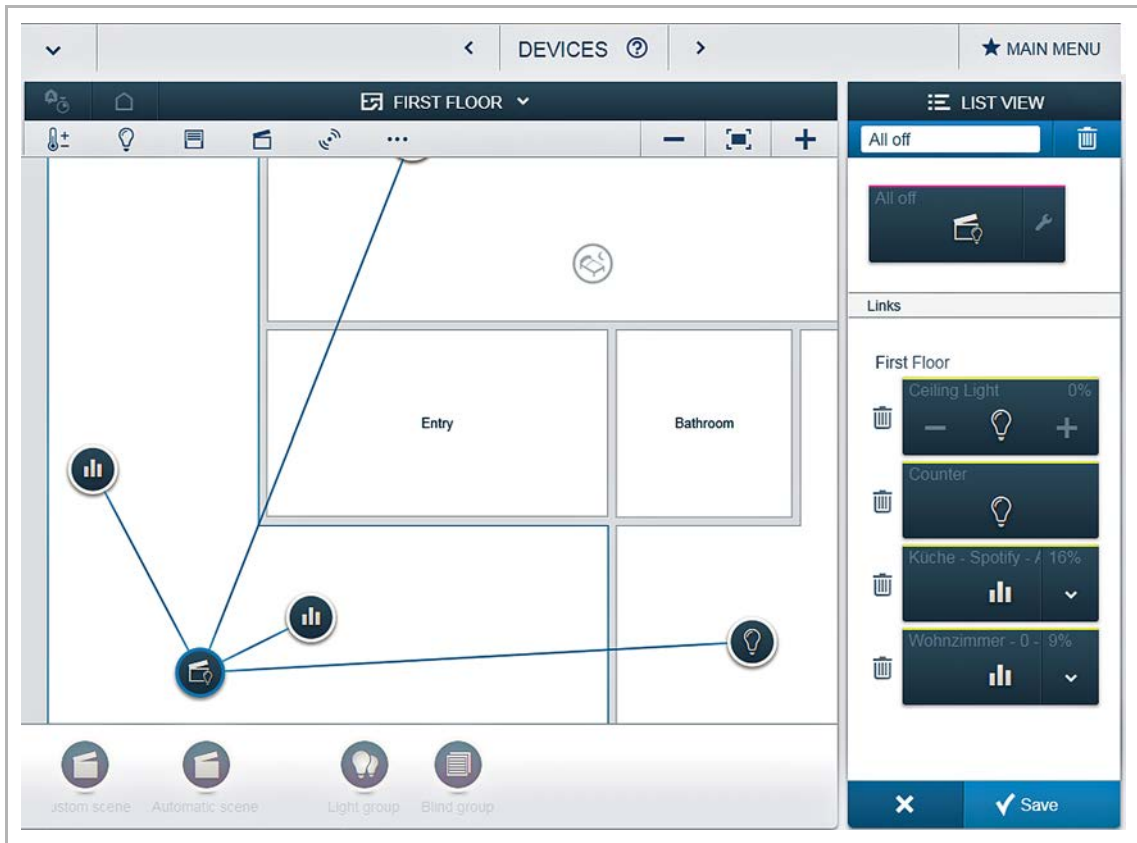 DEVICES ?
MAIN MENU
FIRST FLOOR
Entry
Bathroom
ustom scene
Automatic scene
Light group
Blind group
LIST VIEW
All off
All off
Links
First Floor
Ceiling Light 0%
Counter
Küche - Spotify - A 16%
Wohnzimmer - 0 - 9%
Save